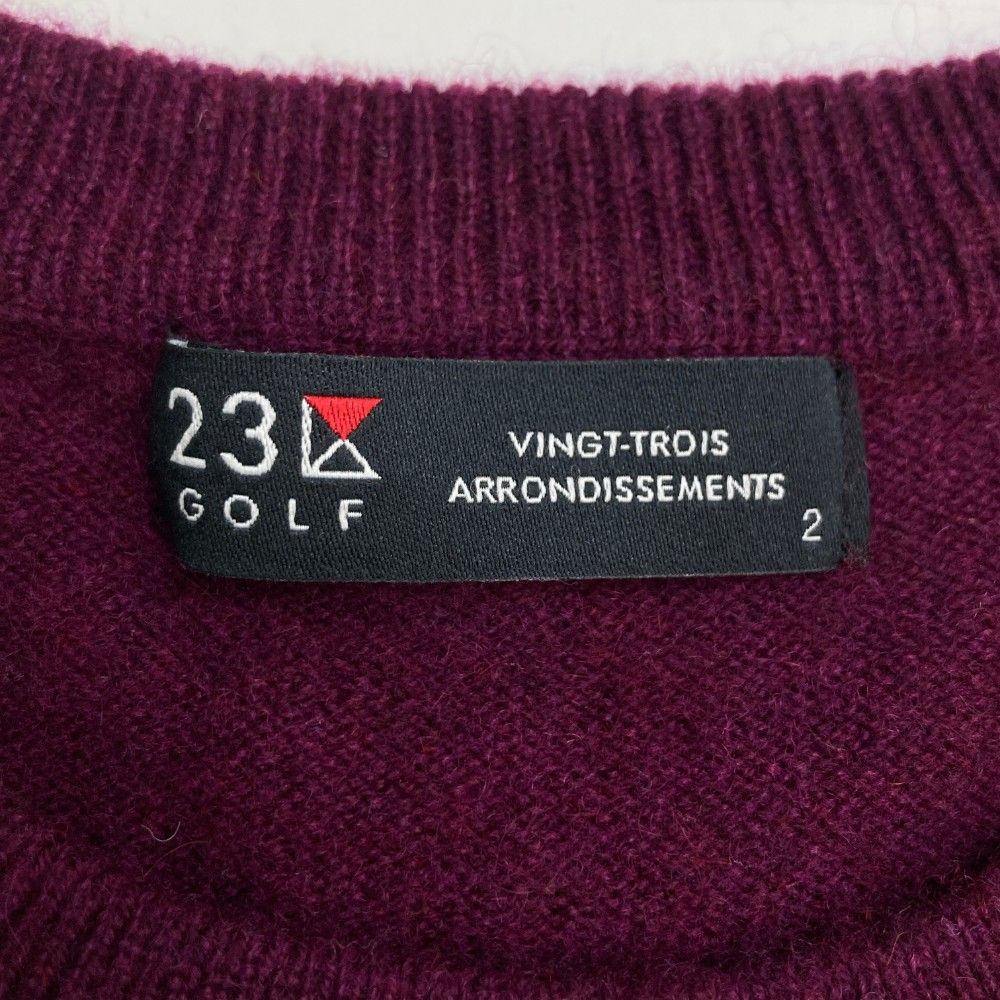 23
GOLF
VINGT-TROIS
ARRONDISSEMENTS
2